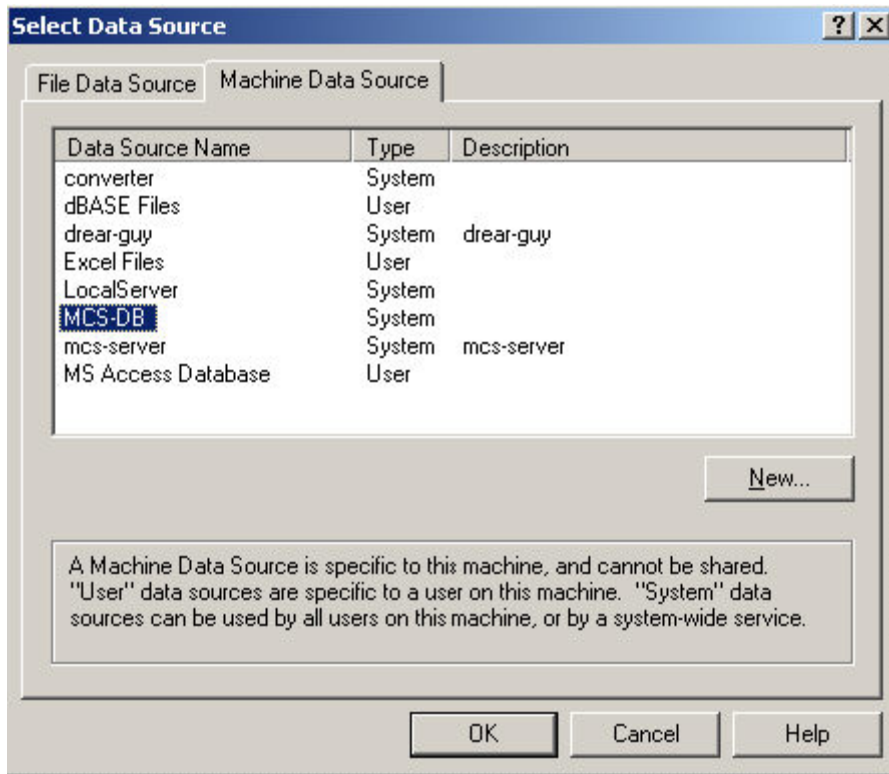 Select Data Source
File Data Source Machine Data Source
Data Source Name Type Description
converter System
dBASE Files User
drear-guy System drear-guy
Excel Files User
LocalServer System
MCS-DB System
mcs-server System mcs-server
MS Access Database User
New...
A Machine Data Source is specific to this machine, and cannot be shared.
"User" data sources are specific to a user on this machine. "System" data
sources can be used by all users on this machine, or by a system-wide service.
OK Cancel Help